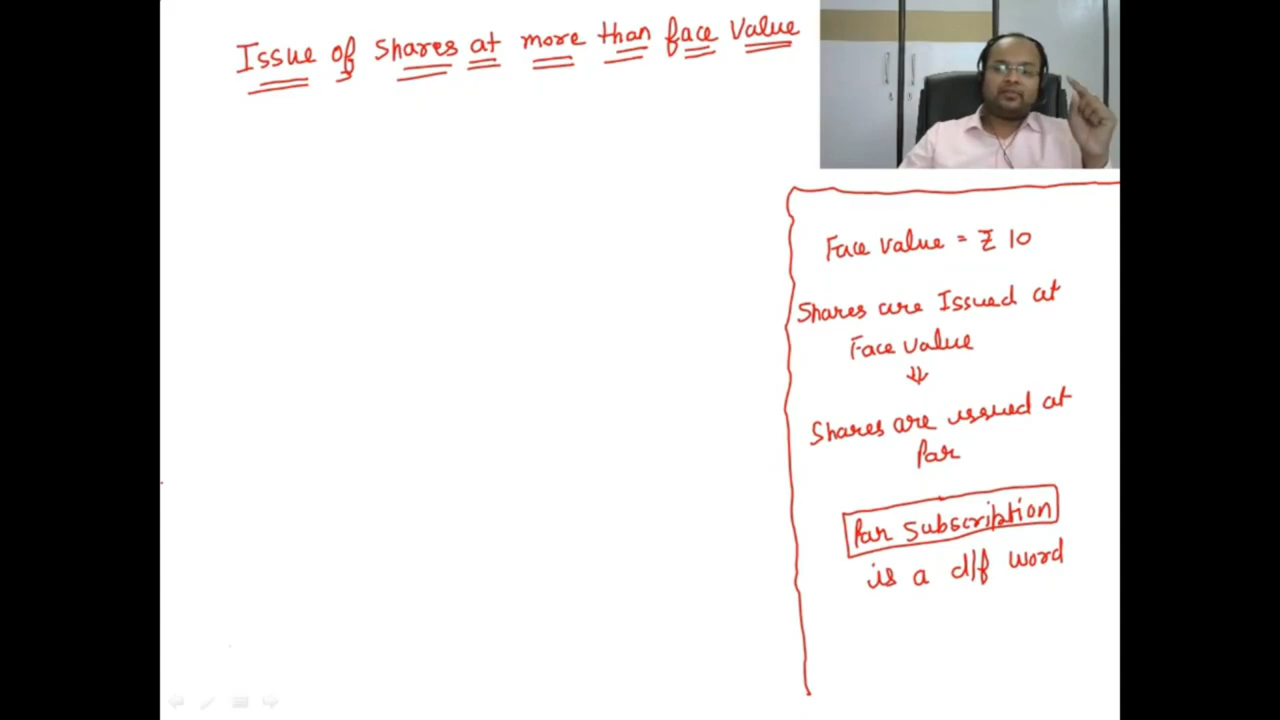 Issue of Shares at more than face value
Face value = ₹ 10
Shares are Issued at
Face value
⇓
Shares are issued at
Par
Par Subscription
is a d/f word